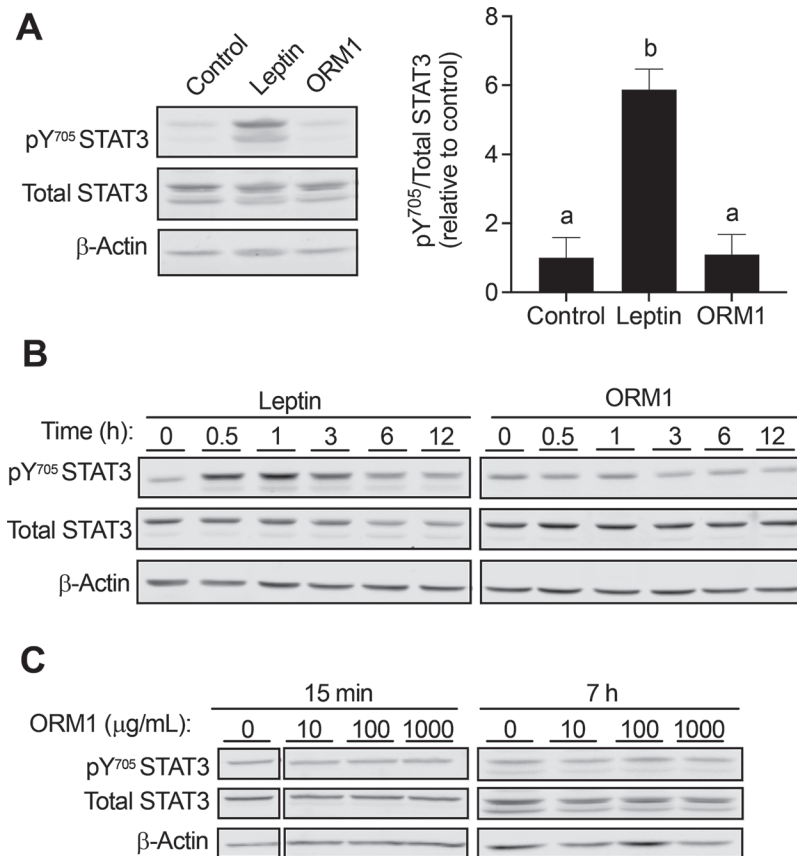 A
Control Leptin ORM1
pY⁷⁰⁵ STAT3
Total STAT3
β-Actin
pY⁷⁰⁵/Total STAT3
(relative to control)
8
6
4
2
0
a b a
Control Leptin ORM1
B
Leptin ORM1
Time (h): 0 0.5 1 3 6 12 0 0.5 1 3 6 12
pY⁷⁰⁵ STAT3
Total STAT3
β-Actin
C
15 min 7 h
ORM1 (μg/mL): 0 10 100 1000 0 10 100 1000
pY⁷⁰⁵ STAT3
Total STAT3
β-Actin